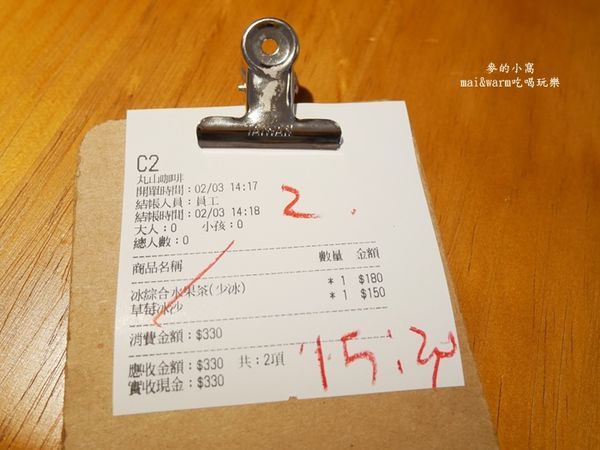 麥的小窩
mai&warm吃喝玩樂
TAIWAN
C2
丸山咖啡
開單時間：02/03 14:17
結帳人員：員工
結帳時間：02/03 14:18
大人：0 小孩：0
總人數：0
2.
商品名稱 數量 金額
冰綜合水果茶(少冰) * 1 $180
草莓冰沙 * 1 $150
消費金額：$330
應收金額：$330 共：2項
實收現金：$330